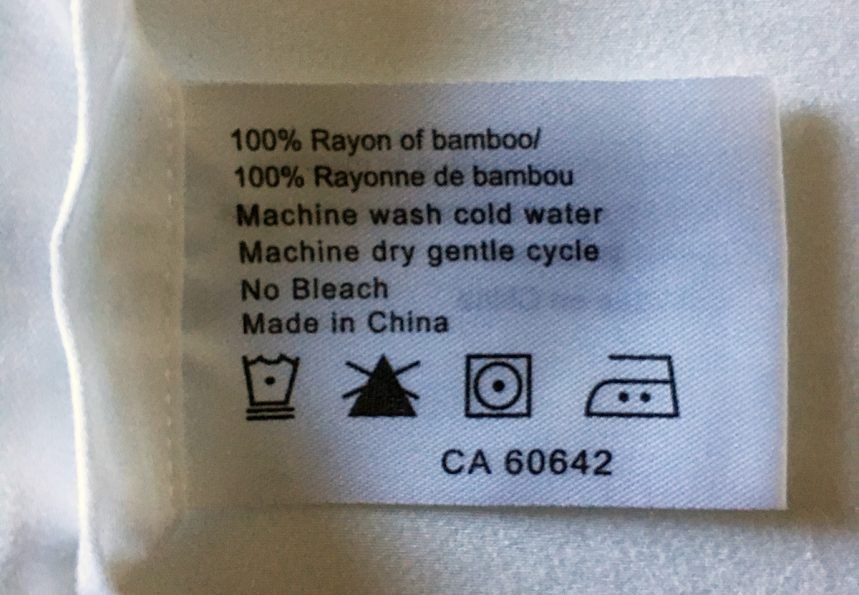 100% Rayon of bamboo/
100% Rayonne de bambou
Machine wash cold water
Machine dry gentle cycle
No Bleach
Made in China
CA 60642